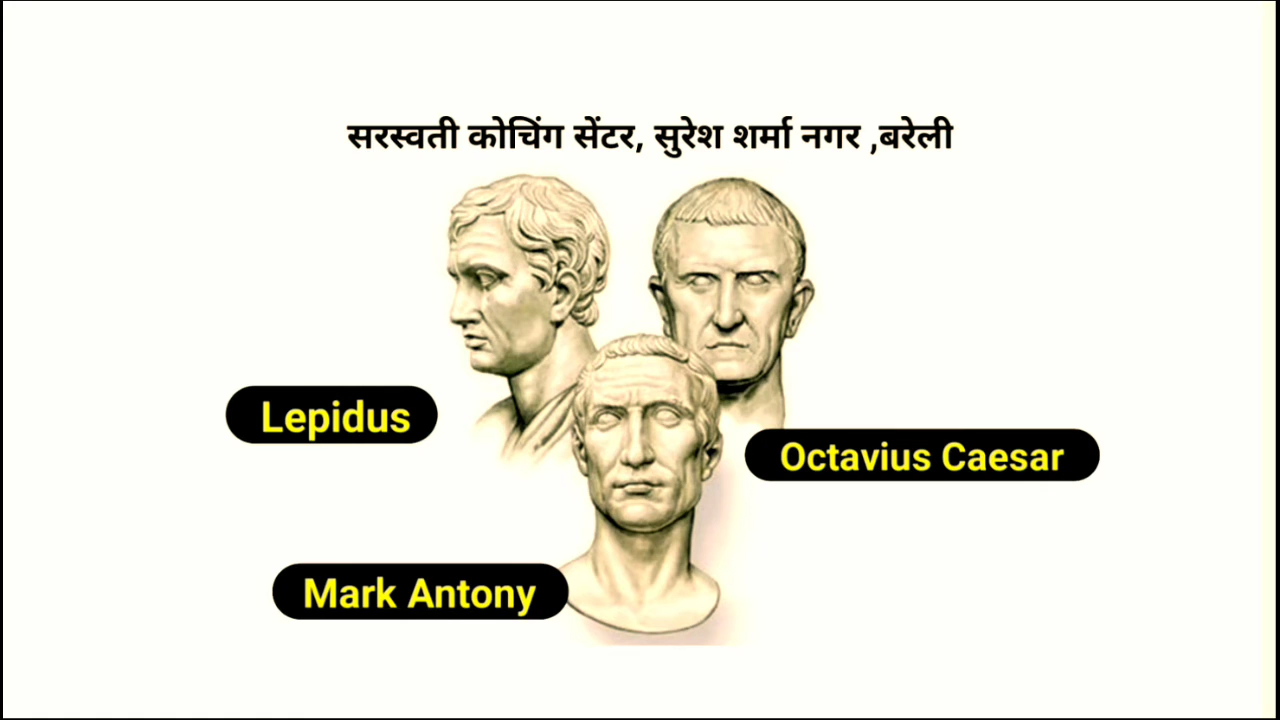 सरस्वती कोचिंग सेंटर, सुरेश शर्मा नगर ,बरेली
Lepidus
Octavius Caesar
Mark Antony